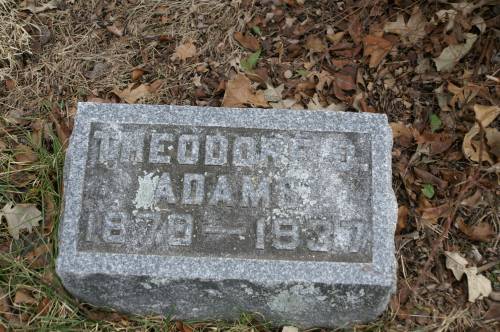 THEODORE
ADAMS
1879 — 1937